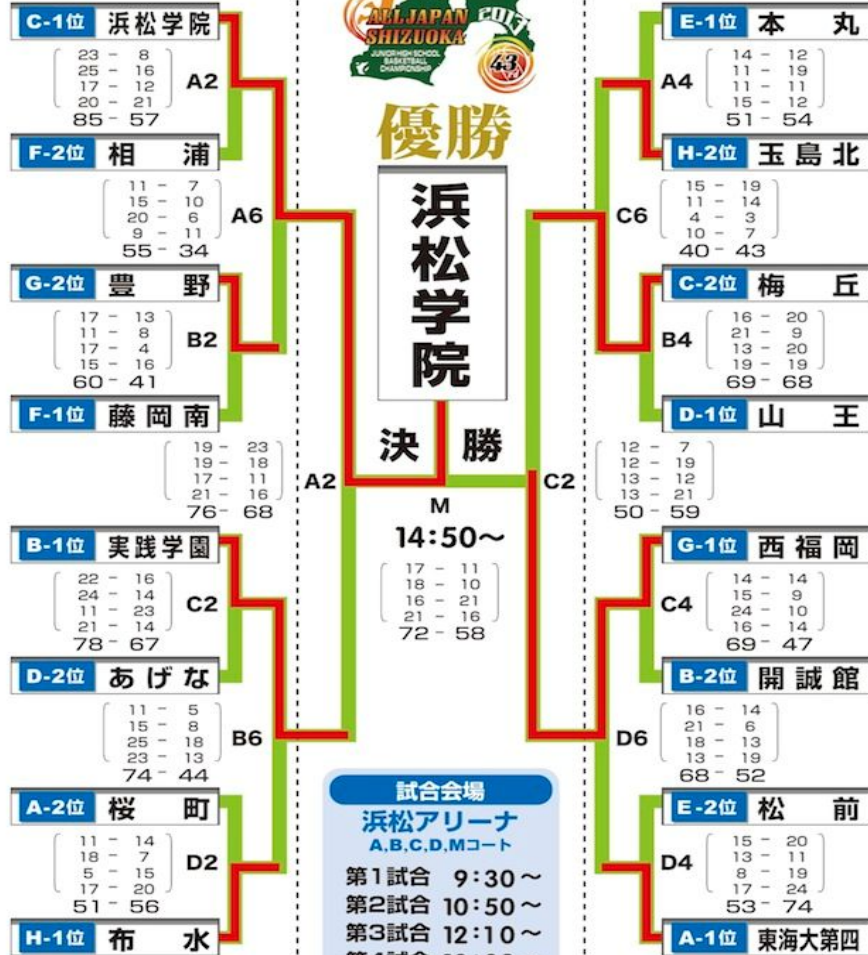 ALL JAPAN 2017
SHIZUOKA
JUNIOR HIGH SCHOOL
BASKETBALL
CHAMPIONSHIP
43
優勝
浜松学院
C-1位 浜松学院
23 - 8
25 - 16
17 - 12
20 - 21
85 - 57
A2
F-2位 相浦
11 - 7
15 - 10
20 - 6
9 - 11
55 - 34
A6
G-2位 豊野
17 - 13
11 - 8
17 - 4
15 - 16
60 - 41
B2
F-1位 藤岡南
19 - 23
19 - 18
17 - 11
21 - 16
76 - 68
A2
B-1位 実践学園
22 - 16
24 - 14
11 - 23
21 - 14
78 - 67
C2
D-2位 あげな
11 - 5
15 - 8
25 - 18
23 - 13
74 - 44
B6
A-2位 桜町
11 - 14
18 - 7
5 - 15
17 - 20
51 - 56
D2
H-1位 布水
決勝
M
14:50～
17 - 11
18 - 10
16 - 21
21 - 16
72 - 58
試合会場
浜松アリーナ
A,B,C,D,Mコート
第1試合 9:30～
第2試合 10:50～
第3試合 12:10～
E-1位 本丸
A4
14 - 12
11 - 19
11 - 11
15 - 12
51 - 54
H-2位 玉島北
C6
15 - 19
11 - 14
4 - 3
10 - 7
40 - 43
C-2位 梅丘
B4
16 - 20
21 - 9
13 - 20
19 - 19
69 - 68
D-1位 山王
C2
12 - 7
12 - 19
13 - 12
13 - 21
50 - 59
G-1位 西福岡
C4
14 - 14
15 - 9
24 - 10
16 - 14
69 - 47
B-2位 開誠館
D6
16 - 14
21 - 6
18 - 13
13 - 19
68 - 52
E-2位 松前
D4
15 - 20
13 - 11
8 - 19
17 - 24
53 - 74
A-1位 東海大第四